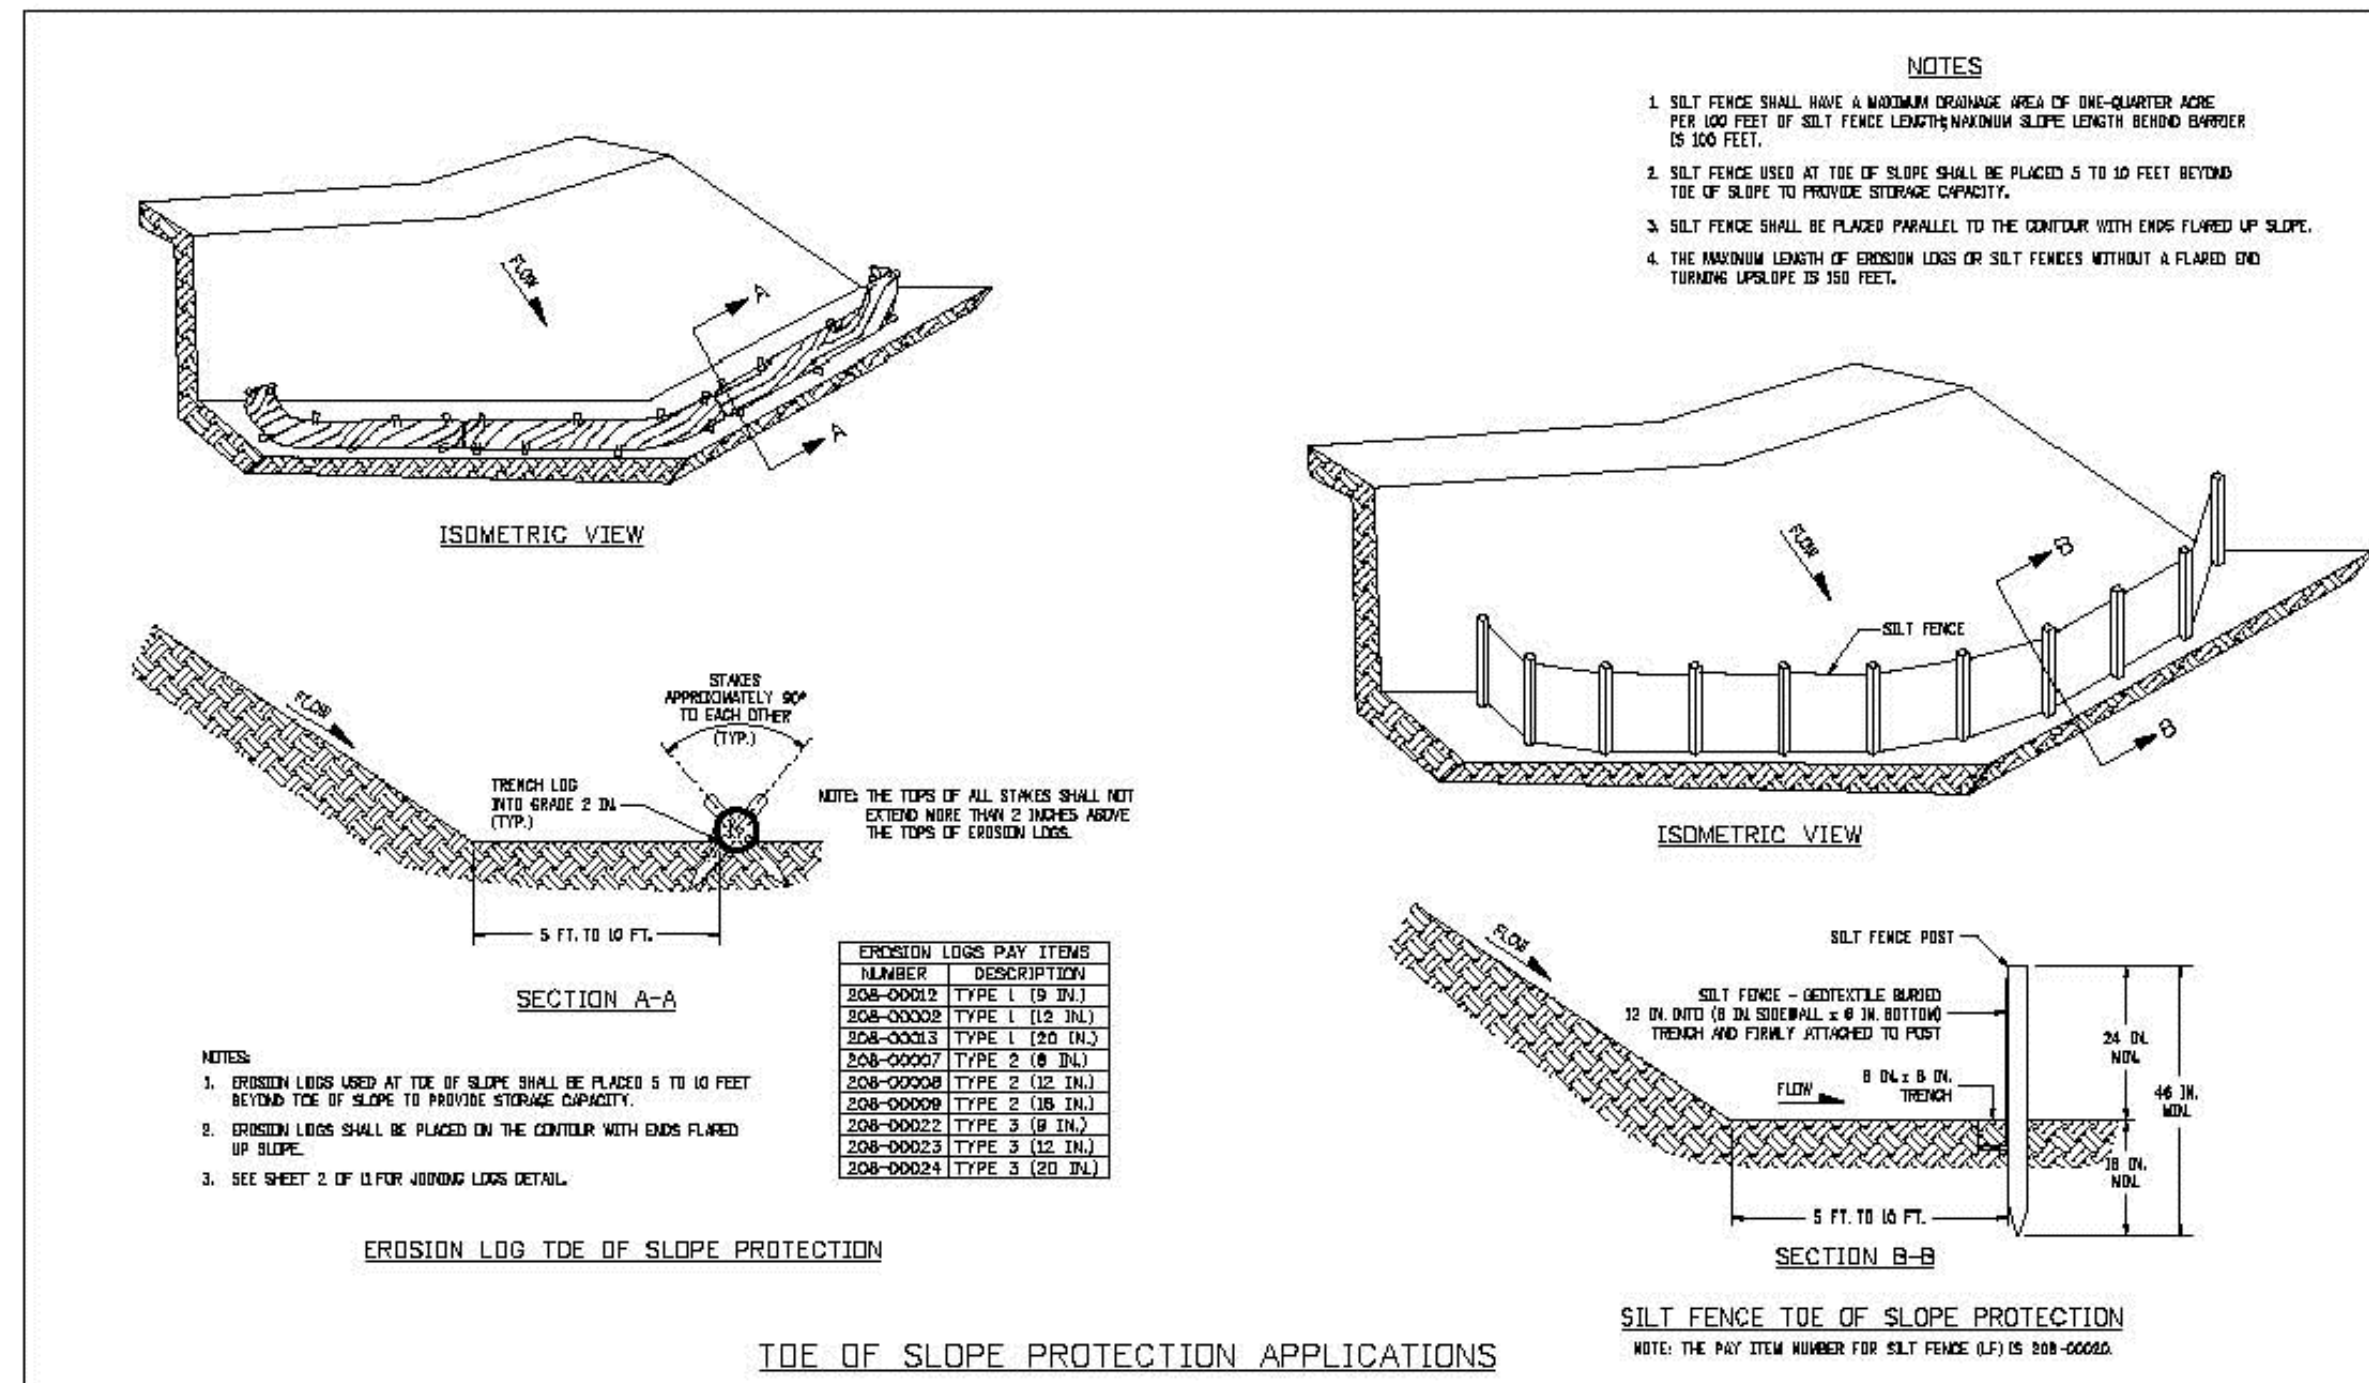 NOTES
1. SILT FENCE SHALL HAVE A MAXIMUM DRAINAGE AREA OF ONE-QUARTER ACRE
PER 100 FEET OF SILT FENCE LENGTH; MAXIMUM SLOPE LENGTH BEHIND BARRIER
IS 100 FEET.
2. SILT FENCE USED AT TOE OF SLOPE SHALL BE PLACED 5 TO 10 FEET BEYOND
TOE OF SLOPE TO PROVIDE STORAGE CAPACITY.
3. SILT FENCE SHALL BE PLACED PARALLEL TO THE CONTOUR WITH ENDS FLARED UP SLOPE.
4. THE MAXIMUM LENGTH OF EROSION LOGS OR SILT FENCES WITHOUT A FLARED END
TURNING UPSLOPE IS 150 FEET.
FLOW
A
A
ISOMETRIC VIEW
FLOW
B
B
SILT FENCE
ISOMETRIC VIEW
FLOW
STAKES
APPROXIMATELY 90°
TO EACH OTHER
(TYP.)
TRENCH LOG
INTO GRADE 2 IN.
(TYP.)
NOTE: THE TOPS OF ALL STAKES SHALL NOT
EXTEND MORE THAN 2 INCHES ABOVE
THE TOPS OF EROSION LOGS.
5 FT. TO 10 FT.
SECTION A-A
NOTES:
1. EROSION LOGS USED AT TOE OF SLOPE SHALL BE PLACED 5 TO 10 FEET
BEYOND TOE OF SLOPE TO PROVIDE STORAGE CAPACITY.
2. EROSION LOGS SHALL BE PLACED ON THE CONTOUR WITH ENDS FLARED
UP SLOPE.
3. SEE SHEET 2 OF 11 FOR JOINING LOGS DETAIL.
EROSION LOGS PAY ITEMS
NUMBER DESCRIPTION
208-00012 TYPE 1 (9 IN.)
208-00002 TYPE 1 (12 IN.)
208-00013 TYPE 1 (20 IN.)
208-00007 TYPE 2 (8 IN.)
208-00008 TYPE 2 (12 IN.)
208-00009 TYPE 2 (18 IN.)
208-00022 TYPE 3 (9 IN.)
208-00023 TYPE 3 (12 IN.)
208-00024 TYPE 3 (20 IN.)
EROSION LOG TOE OF SLOPE PROTECTION
FLOW
SILT FENCE POST
SILT FENCE - GEOTEXTILE BURIED
12 IN. INTO (6 IN. SIDEWALL x 6 IN. BOTTOM)
TRENCH AND FIRMLY ATTACHED TO POST
FLOW
6 IN. x 6 IN.
TRENCH
24 IN.
MIN.
46 IN.
MIN.
18 IN.
MIN.
5 FT. TO 10 FT.
SECTION B-B
SILT FENCE TOE OF SLOPE PROTECTION
NOTE: THE PAY ITEM NUMBER FOR SILT FENCE (LF) IS 208-00020.
TOE OF SLOPE PROTECTION APPLICATIONS